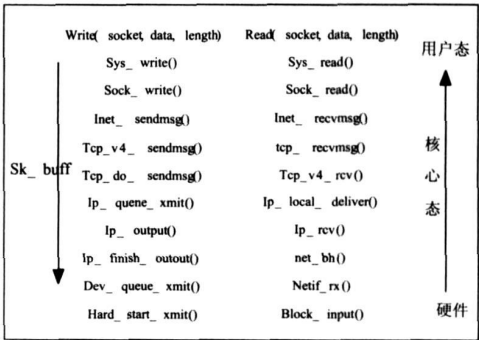 Write( socket, data, length) Read( socket, data, length) 用户态
Sys_ write() Sys_ read()
Sock_ write() Sock_ read()
Inet_ sendmsg() Inet_ recvmsg()
Tcp_v4_ sendmsg() tcp_ recvmsg() 核
Sk_ buff Tcp_do_ sendmsg() Tcp_v4_ rcv() 心
Ip_ quene_ xmit() Ip_ local_ deliver() 态
Ip_ output() Ip_ rcv()
Ip_ finish_ outout() net_ bh()
Dev_ queue_ xmit() Netif_ rx()
Hard_ start_ xmit() Block_ input() 硬件